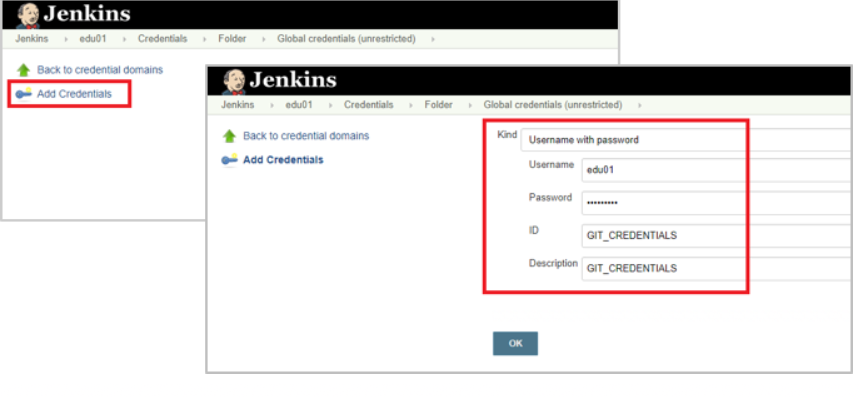 Jenkins
Jenkins › edu01 › Credentials › Folder › Global credentials (unrestricted) ›
Back to credential domains
Add Credentials
Jenkins
Jenkins › edu01 › Credentials › Folder › Global credentials (unrestricted) ›
Back to credential domains
Add Credentials
Kind Username with password
Username edu01
Password •••••••••
ID GIT_CREDENTIALS
Description GIT_CREDENTIALS
OK